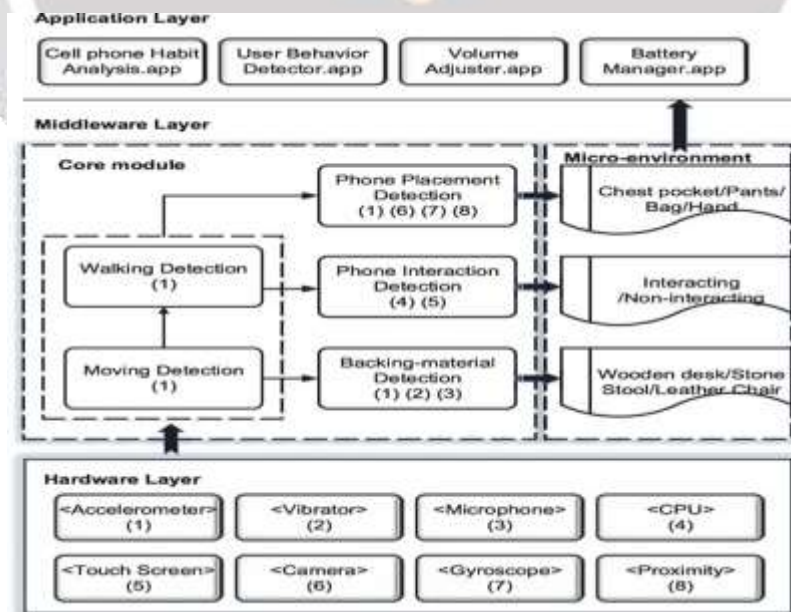 Application Layer
Cell phone Habit
Analysis.app
User Behavior
Detector.app
Volume
Adjuster.app
Battery
Manager.app
Middleware Layer
Core module
Micro-environment
Phone Placement
Detection
(1) (6) (7) (8)
Chest pocket/Pants/
Bag/Hand
Walking Detection
(1)
Phone Interaction
Detection
(4) (5)
Interacting
/Non-interacting
Moving Detection
(1)
Backing-material
Detection
(1) (2) (3)
Wooden desk/Stone
Stool/Leather Chair
Hardware Layer
<Accelerometer>
(1)
<Vibrator>
(2)
<Microphone>
(3)
<CPU>
(4)
<Touch Screen>
(5)
<Camera>
(6)
<Gyroscope>
(7)
<Proximity>
(8)